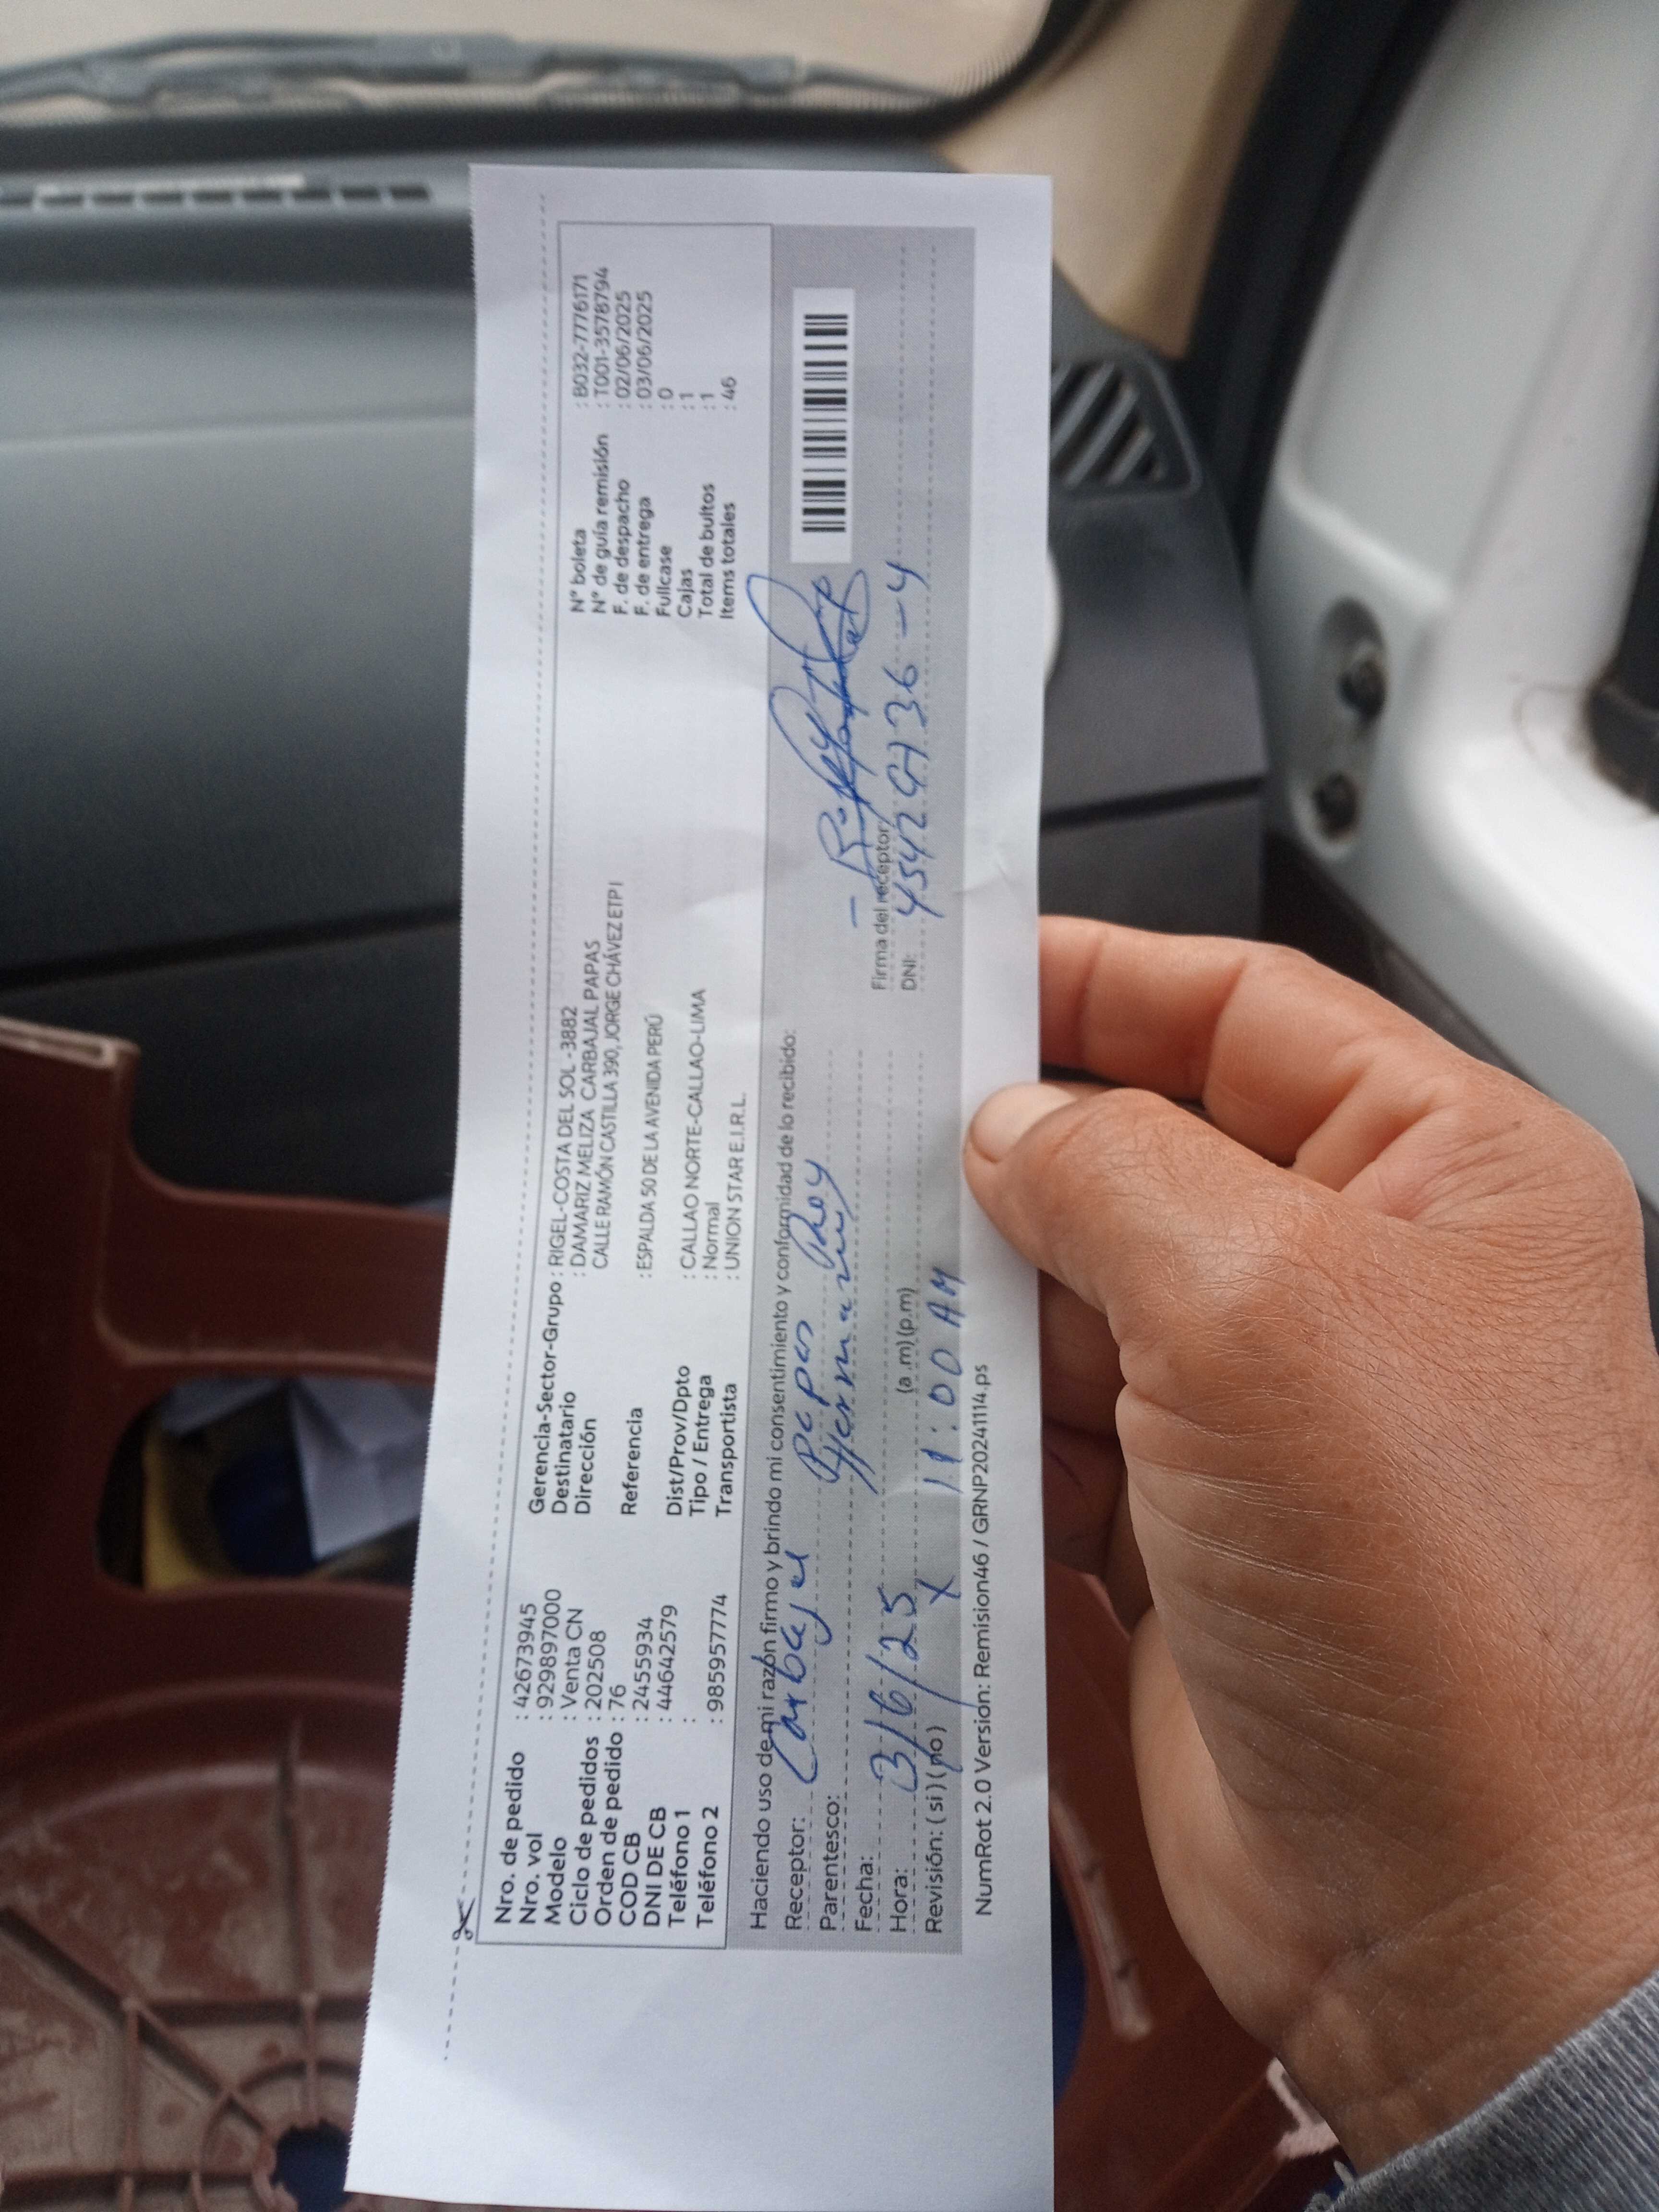 Nro. de pedido : 42673945
Nro. vol : 9298970​00
Modelo : Venta CN
Ciclo de pedidos : 202508
Orden de pedido : 76
COD CB : 2455934
DNI DE CB : 44642579
Teléfono 1 :
Teléfono 2 : 985957774
Gerencia-Sector-Grupo : RIGEL-COSTA DEL SOL -3882
Destinatario : DAMARIZ MELIZA CARBAJAL PAPAS
Dirección CALLE RAMÓN CASTILLA 390, JORGE CHÁVEZ ETP I
Referencia : ESPALDA 50 DE LA AVENIDA PERÚ
Dist/Prov/Dpto : CALLAO NORTE-CALLAO-LIMA
Tipo / Entrega : Normal
Transportista : UNION STAR E.I.R.L.
N° boleta : B032-7776171
N° de guía remisión : T001-3578794
F. de despacho : 02/06/2025
F. de entrega : 03/06/2025
Fullcase : 0
Cajas : 1
Total de bultos : 1
Items totales : 46
Haciendo uso de mi razón firmo y brindo mi consentimiento y conformidad de lo recibido:
Receptor: Carbajal papas
Parentesco:
Fecha: 3/6/25
Hora: 11:00 AM (a .m) (p.m)
Revisión: ( si ) ( no ) X
Firma del receptor:
DNI:
NumRot 2.0 Version: Remision46 / GRNP20241114.ps